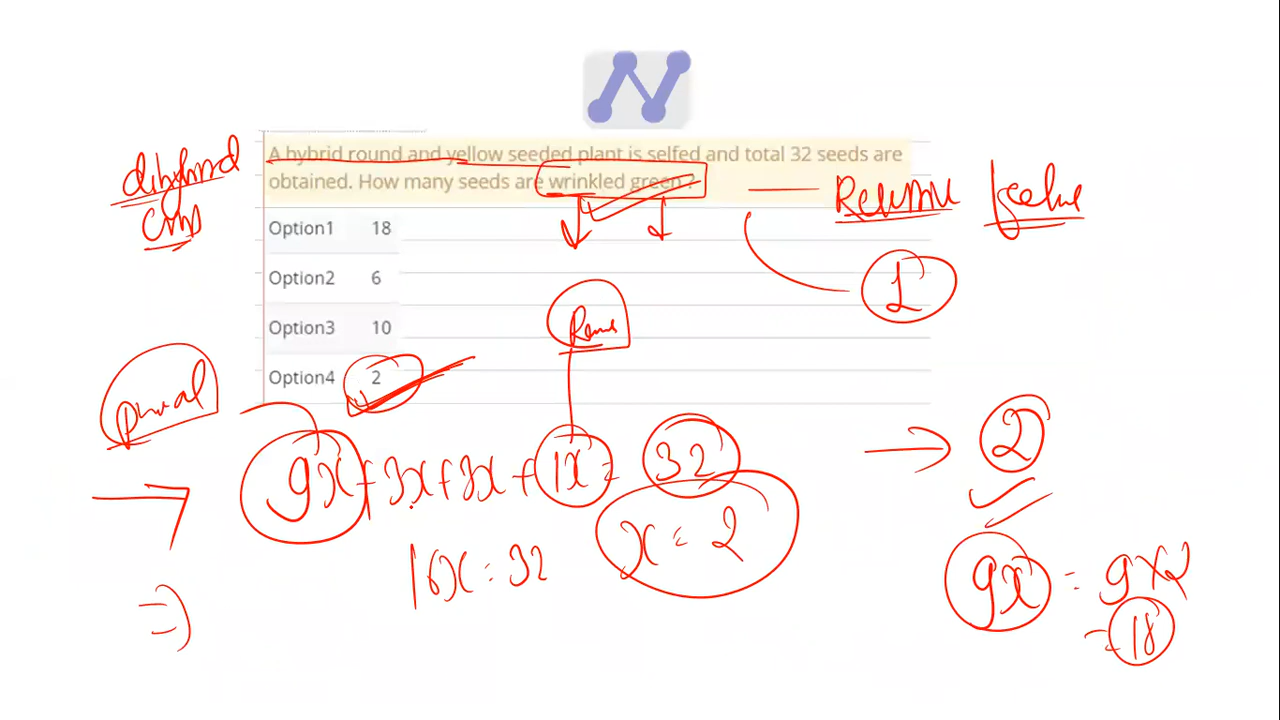 dihybrid
cross
A hybrid round and yellow seeded plant is selfed and total 32 seeds are
obtained. How many seeds are wrinkled green ?
Option1 18
1
Option2 6
Option3 10
Option4 2
9x + 3x + 3x + 1x = 32
2
16x = 32
x = 2
9x = 9x2
= 18